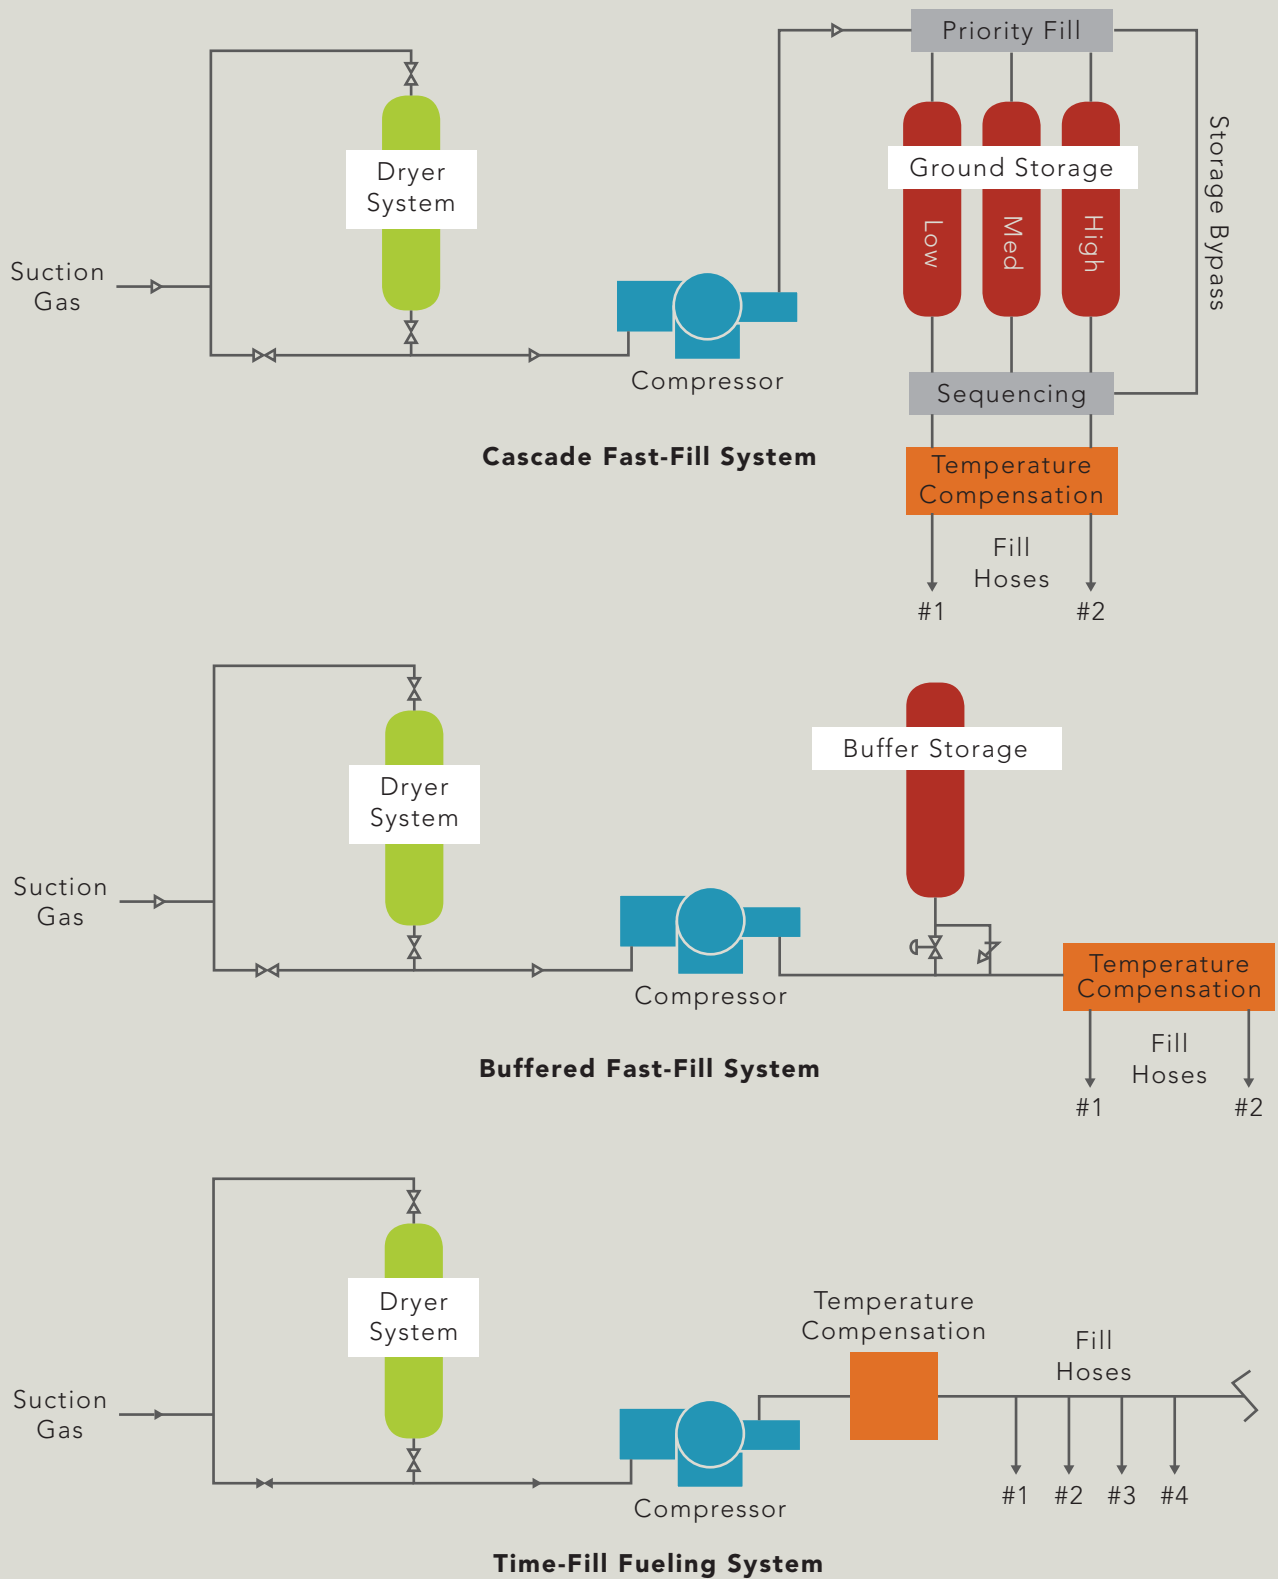 Priority Fill
Dryer
System
Ground Storage
Low
Med
High
Storage Bypass
Suction
Gas
Compressor
Sequencing
Cascade Fast-Fill System
Temperature
Compensation
Fill
Hoses
#1
#2
Dryer
System
Buffer Storage
Suction
Gas
Compressor
Temperature
Compensation
Buffered Fast-Fill System
Fill
Hoses
#1
#2
Dryer
System
Temperature
Compensation
Fill
Hoses
Suction
Gas
Compressor
#1
#2
#3
#4
Time-Fill Fueling System